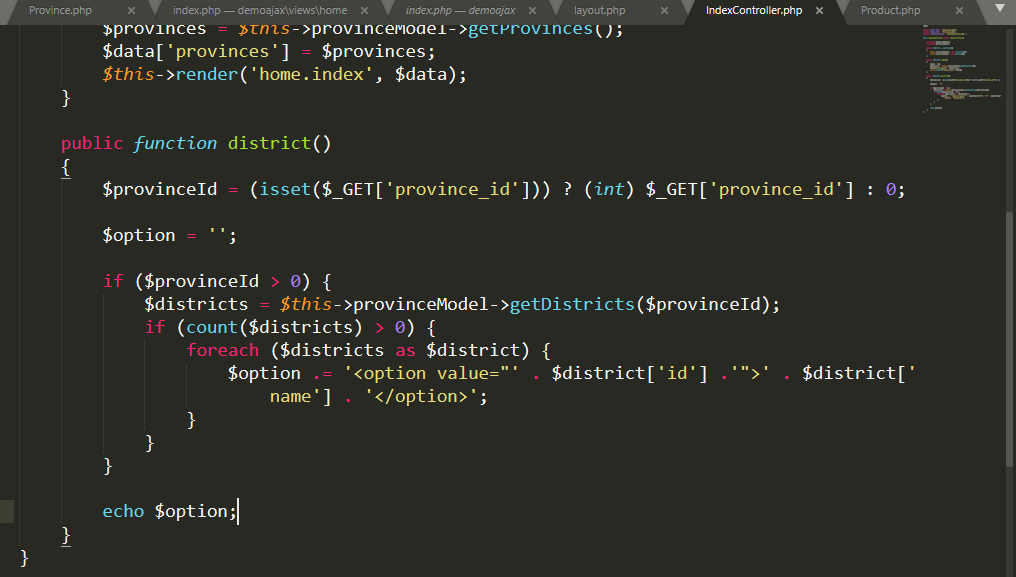 Province.php × index.php — demoajax\views\home × index.php — demoajax × layout.php × IndexController.php × Product.php ×
$provinces = $this->provinceModel->getProvinces();
$data['provinces'] = $provinces;
$this->render('home.index', $data);
}
public function district()
{
$provinceId = (isset($_GET['province_id'])) ? (int) $_GET['province_id'] : 0;
$option = '';
if ($provinceId > 0) {
$districts = $this->provinceModel->getDistricts($provinceId);
if (count($districts) > 0) {
foreach ($districts as $district) {
$option .= '<option value="' . $district['id'] .'">' . $district['
name'] . '</option>';
}
}
}
echo $option;
}
}